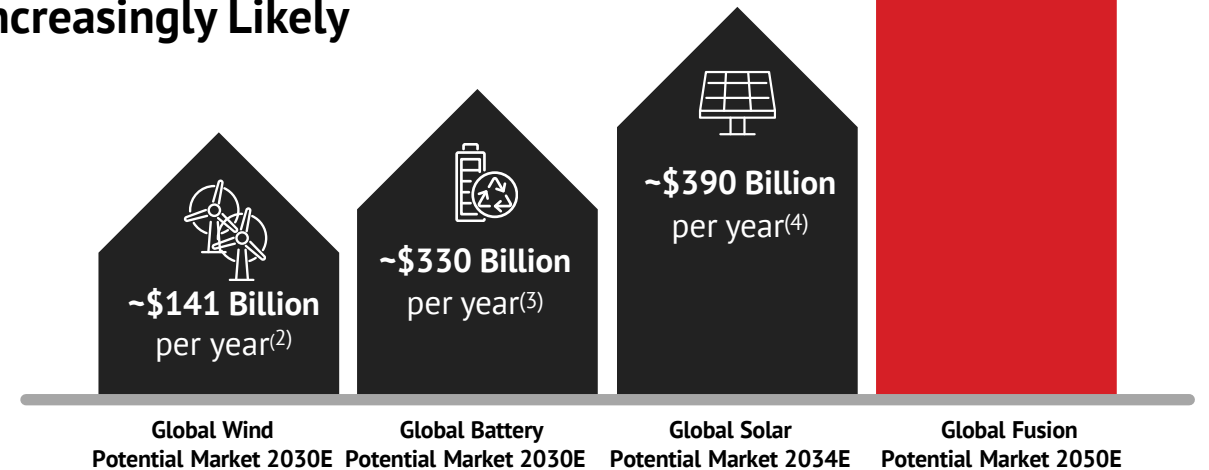 ncreasingly Likely
~$390 Billion
per year(4)
~$330 Billion
per year(3)
~$141 Billion
per year(2)
Global Wind
Potential Market 2030E
Global Battery
Potential Market 2030E
Global Solar
Potential Market 2034E
Global Fusion
Potential Market 2050E